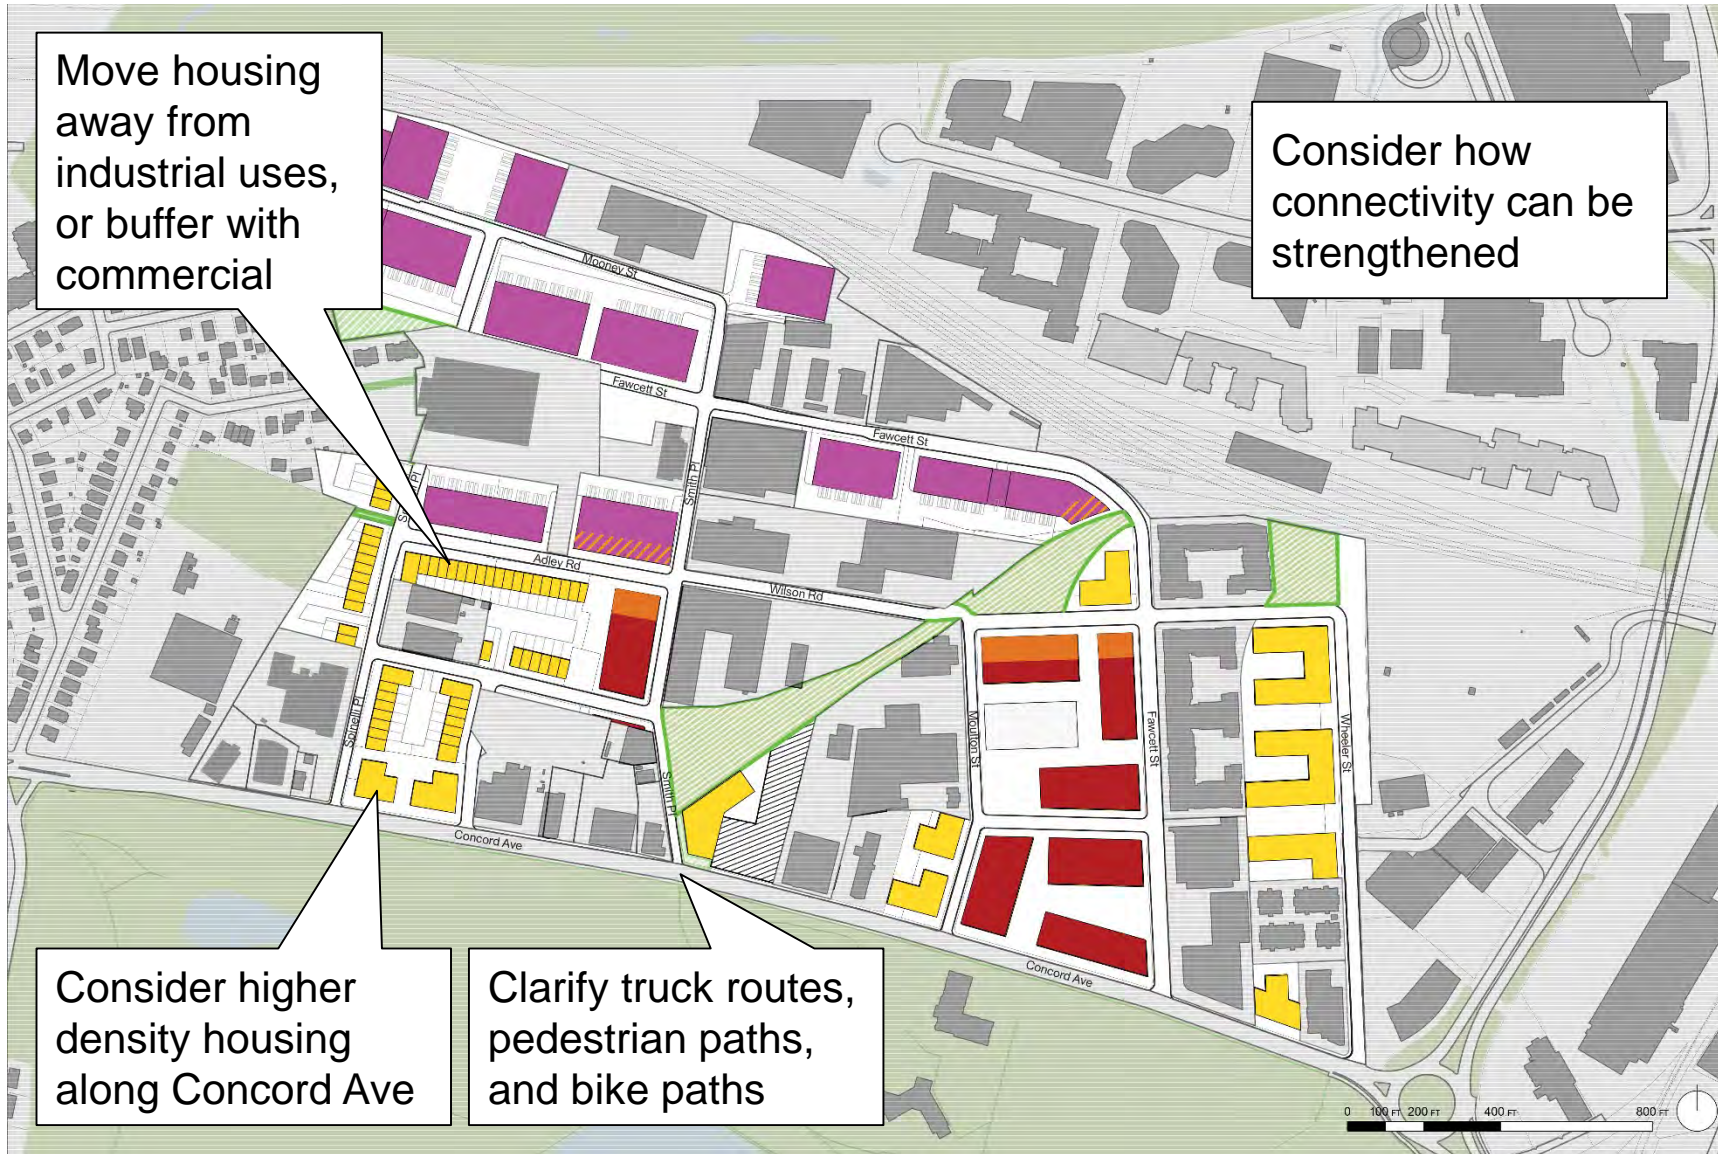 Move housing
away from
industrial uses,
or buffer with
commercial
Consider how
connectivity can be
strengthened
Mooney St
Fawcett St
Fawcett St
Smith Pl
Adley Rd
Wilson Rd
Spinelli Pl
Smith Pl
Moulton St
Fawcett St
Wheeler St
Concord Ave
Concord Ave
Consider higher
density housing
along Concord Ave
Clarify truck routes,
pedestrian paths,
and bike paths
0 100 FT 200 FT 400 FT 800 FT